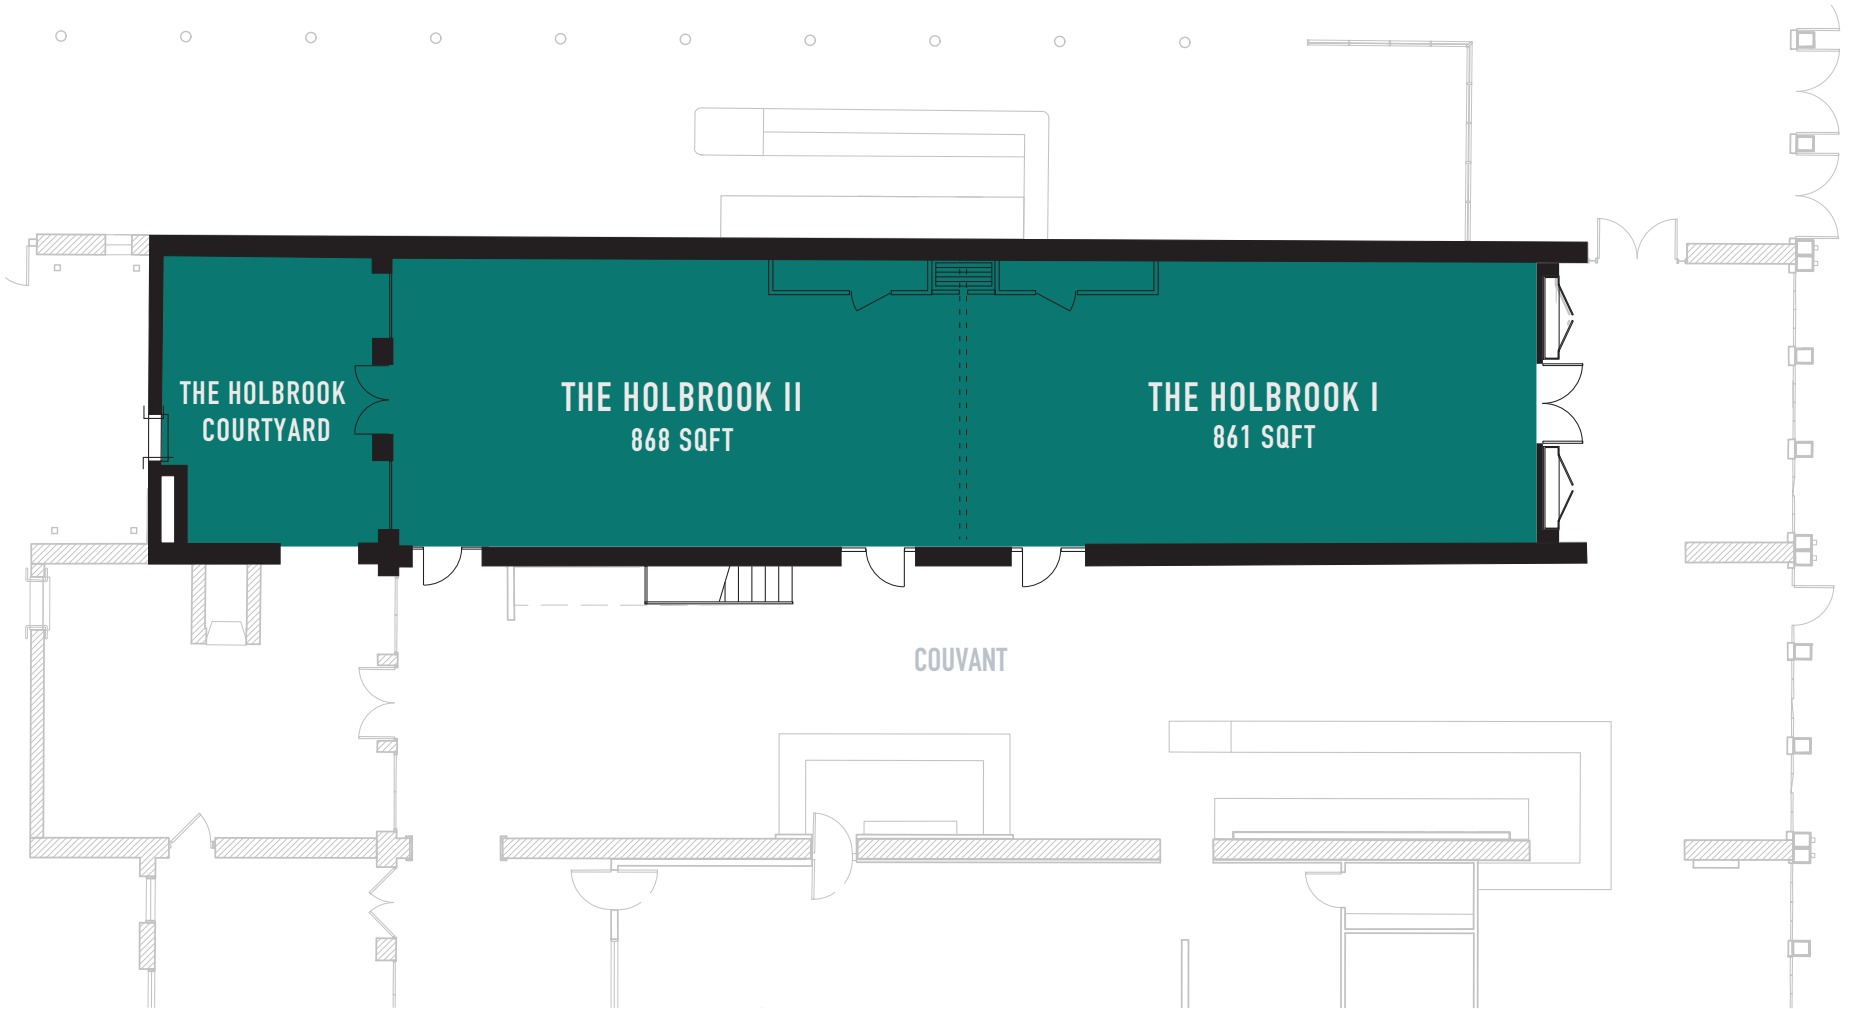 THE HOLBROOK
COURTYARD
THE HOLBROOK II
868 SQFT
THE HOLBROOK I
861 SQFT
COUVANT